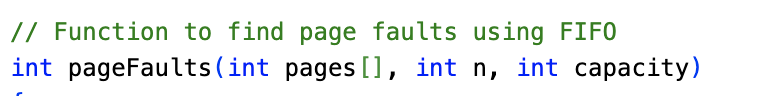 // Function to find page faults using FIFO
int pageFaults(int pages[], int n, int capacity)